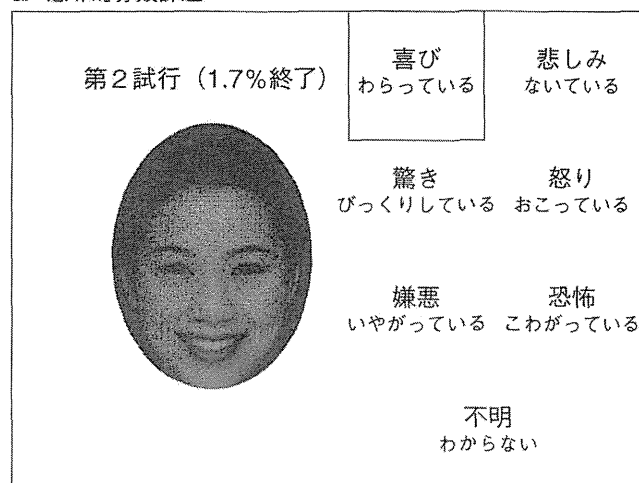 第2試行（1.7%終了）
喜び
わらっている
悲しみ
ないている
驚き
びっくりしている
怒り
おこっている
嫌悪
いやがっている
恐怖
こわがっている
不明
わからない